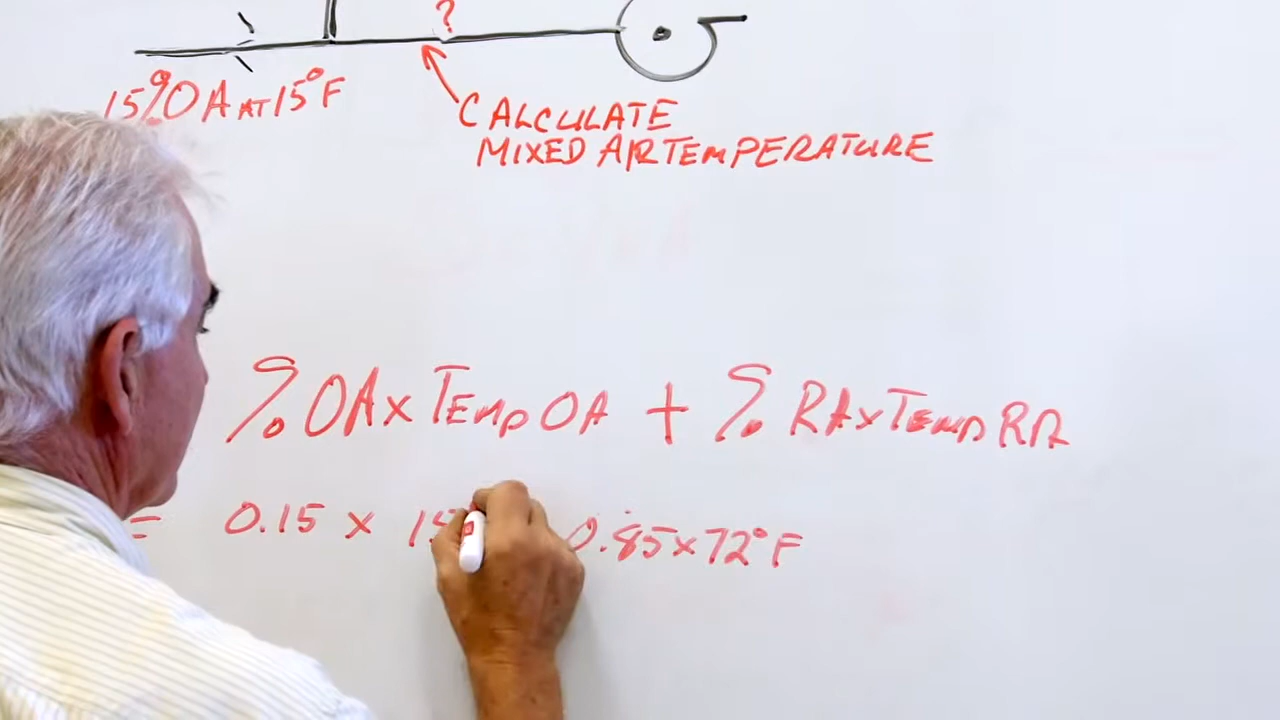 ?
15% OA AT 15°F
CALCULATE
MIXED AIR TEMPERATURE
% OA x TEMP OA + % RA x TEMP RA
= 0.15 x 15 0.85 x 72°F